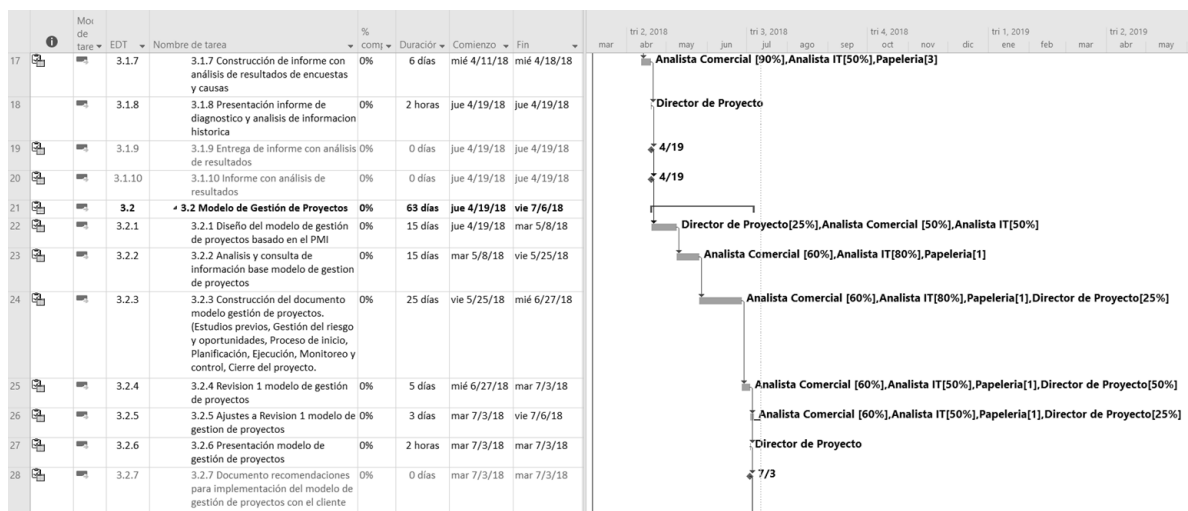 Moc
de
tare
EDT
Nombre de tarea
%
comp
Duración
Comienzo
Fin
tri 2, 2018
tri 3, 2018
tri 4, 2018
tri 1, 2019
tri 2, 2019
mar
abr
may
jun
jul
ago
sep
oct
nov
dic
ene
feb
mar
abr
may
17 3.1.7 3.1.7 Construcción de informe con 0% 6 días mié 4/11/18 mié 4/18/18 Analista Comercial [90%],Analista IT[50%],Papeleria[3]
análisis de resultados de encuestas
y causas
18 3.1.8 3.1.8 Presentación informe de 0% 2 horas jue 4/19/18 jue 4/19/18 Director de Proyecto
diagnostico y analisis de informacion
historica
19 3.1.9 3.1.9 Entrega de informe con análisis 0% 0 días jue 4/19/18 jue 4/19/18 4/19
de resultados
20 3.1.10 3.1.10 Informe con análisis de 0% 0 días jue 4/19/18 jue 4/19/18 4/19
resultados
21 3.2 3.2 Modelo de Gestión de Proyectos 0% 63 días jue 4/19/18 vie 7/6/18
22 3.2.1 3.2.1 Diseño del modelo de gestión 0% 15 días jue 4/19/18 mar 5/8/18 Director de Proyecto[25%],Analista Comercial [50%],Analista IT[50%]
de proyectos basado en el PMI
23 3.2.2 3.2.2 Analisis y consulta de 0% 15 días mar 5/8/18 vie 5/25/18 Analista Comercial [60%],Analista IT[80%],Papeleria[1]
información base modelo de gestion
de proyectos
24 3.2.3 3.2.3 Construcción del documento 0% 25 días vie 5/25/18 mié 6/27/18 Analista Comercial [60%],Analista IT[80%],Papeleria[1],Director de Proyecto[25%]
modelo gestión de proyectos.
(Estudios previos, Gestión del riesgo
y oportunidades, Proceso de inicio,
Planificación, Ejecución, Monitoreo y
control, Cierre del proyecto.
25 3.2.4 3.2.4 Revision 1 modelo de gestión 0% 5 días mié 6/27/18 mar 7/3/18 Analista Comercial [60%],Analista IT[50%],Papeleria[1],Director de Proyecto[50%]
de proyectos
26 3.2.5 3.2.5 Ajustes a Revision 1 modelo de 0% 3 días mar 7/3/18 vie 7/6/18 Analista Comercial [60%],Analista IT[50%],Papeleria[1],Director de Proyecto[25%]
gestion de proyectos
27 3.2.6 3.2.6 Presentación modelo de 0% 2 horas mar 7/3/18 mar 7/3/18 Director de Proyecto
gestión de proyectos
28 3.2.7 3.2.7 Documento recomendaciones 0% 0 días mar 7/3/18 mar 7/3/18 7/3
para implementación del modelo de
gestión de proyectos con el cliente